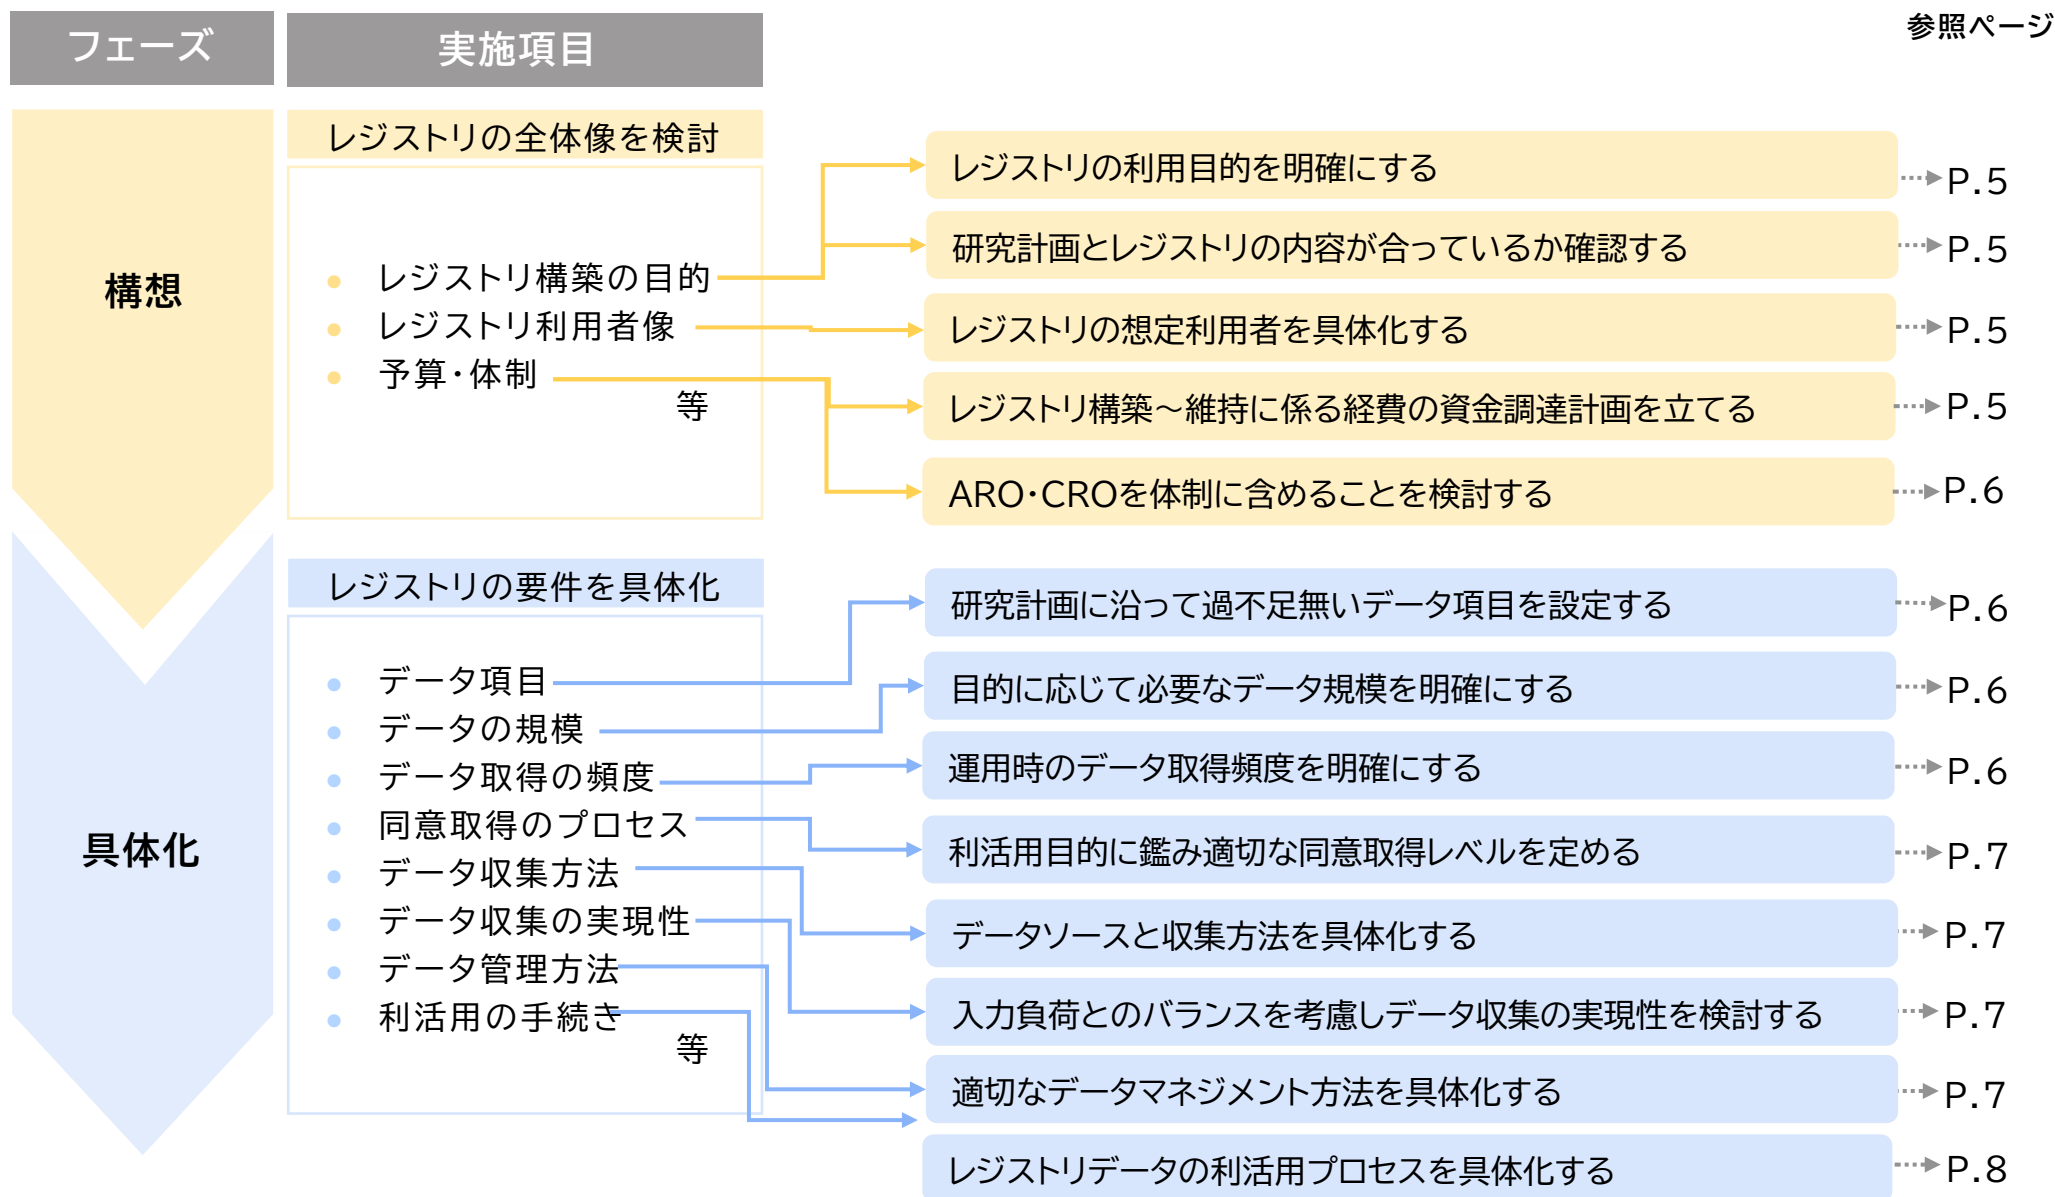 フェーズ
実施項目
参照ページ
構想
レジストリの全体像を検討
● レジストリ構築の目的
● レジストリ利用者像
● 予算・体制
等
レジストリの利用目的を明確にする
P.5
研究計画とレジストリの内容が合っているか確認する
P.5
レジストリの想定利用者を具体化する
P.5
レジストリ構築～維持に係る経費の資金調達計画を立てる
P.5
ARO・CROを体制に含めることを検討する
P.6
具体化
レジストリの要件を具体化
● データ項目
● データの規模
● データ取得の頻度
● 同意取得のプロセス
● データ収集方法
● データ収集の実現性
● データ管理方法
● 利活用の手続き
等
研究計画に沿って過不足無いデータ項目を設定する
P.6
目的に応じて必要なデータ規模を明確にする
P.6
運用時のデータ取得頻度を明確にする
P.6
利活用目的に鑑み適切な同意取得レベルを定める
P.7
データソースと収集方法を具体化する
P.7
入力負荷とのバランスを考慮しデータ収集の実現性を検討する
P.7
適切なデータマネジメント方法を具体化する
P.7
レジストリデータの利活用プロセスを具体化する
P.8